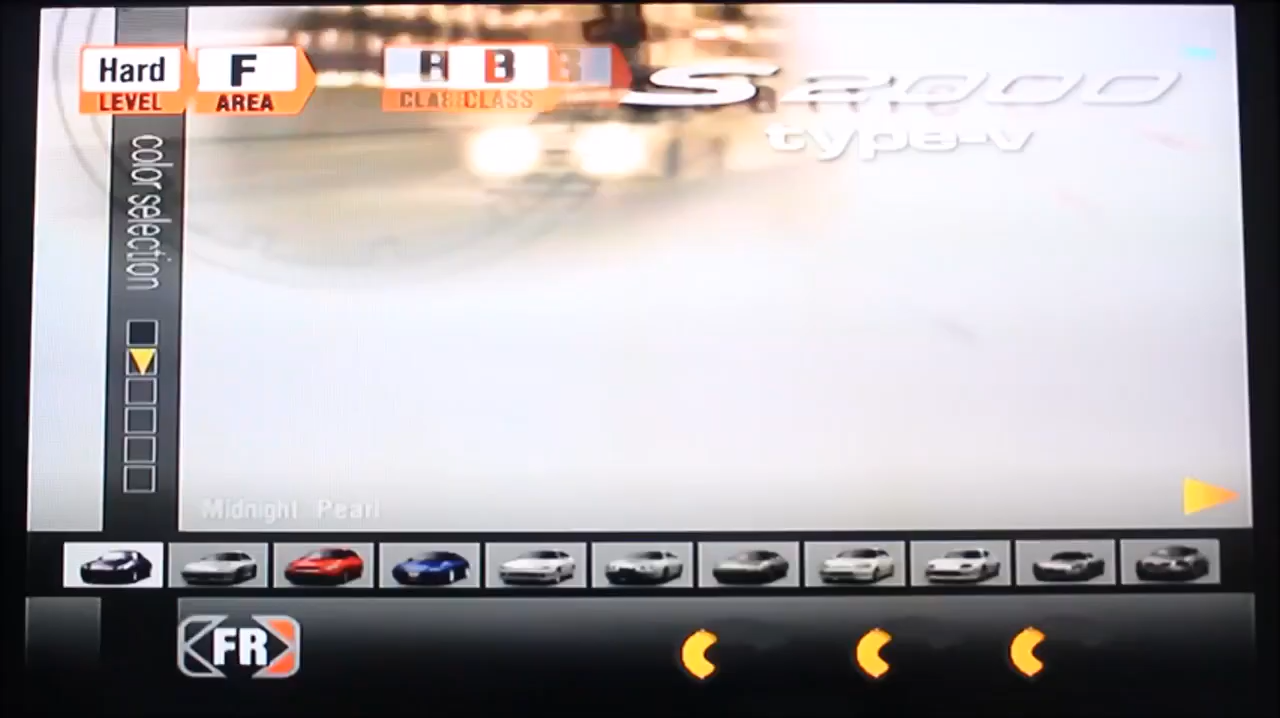 Hard
LEVEL
F
AREA
A B B
CLASS
S2000
type-v
color selection
Midnight Pearl
FR